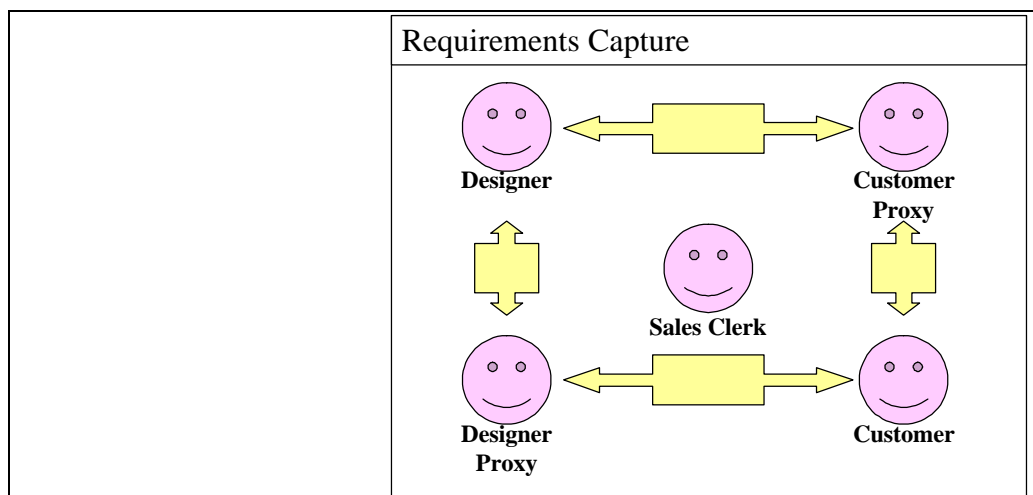 Requirements Capture
Designer
Customer
Proxy
Sales Clerk
Designer
Proxy
Customer